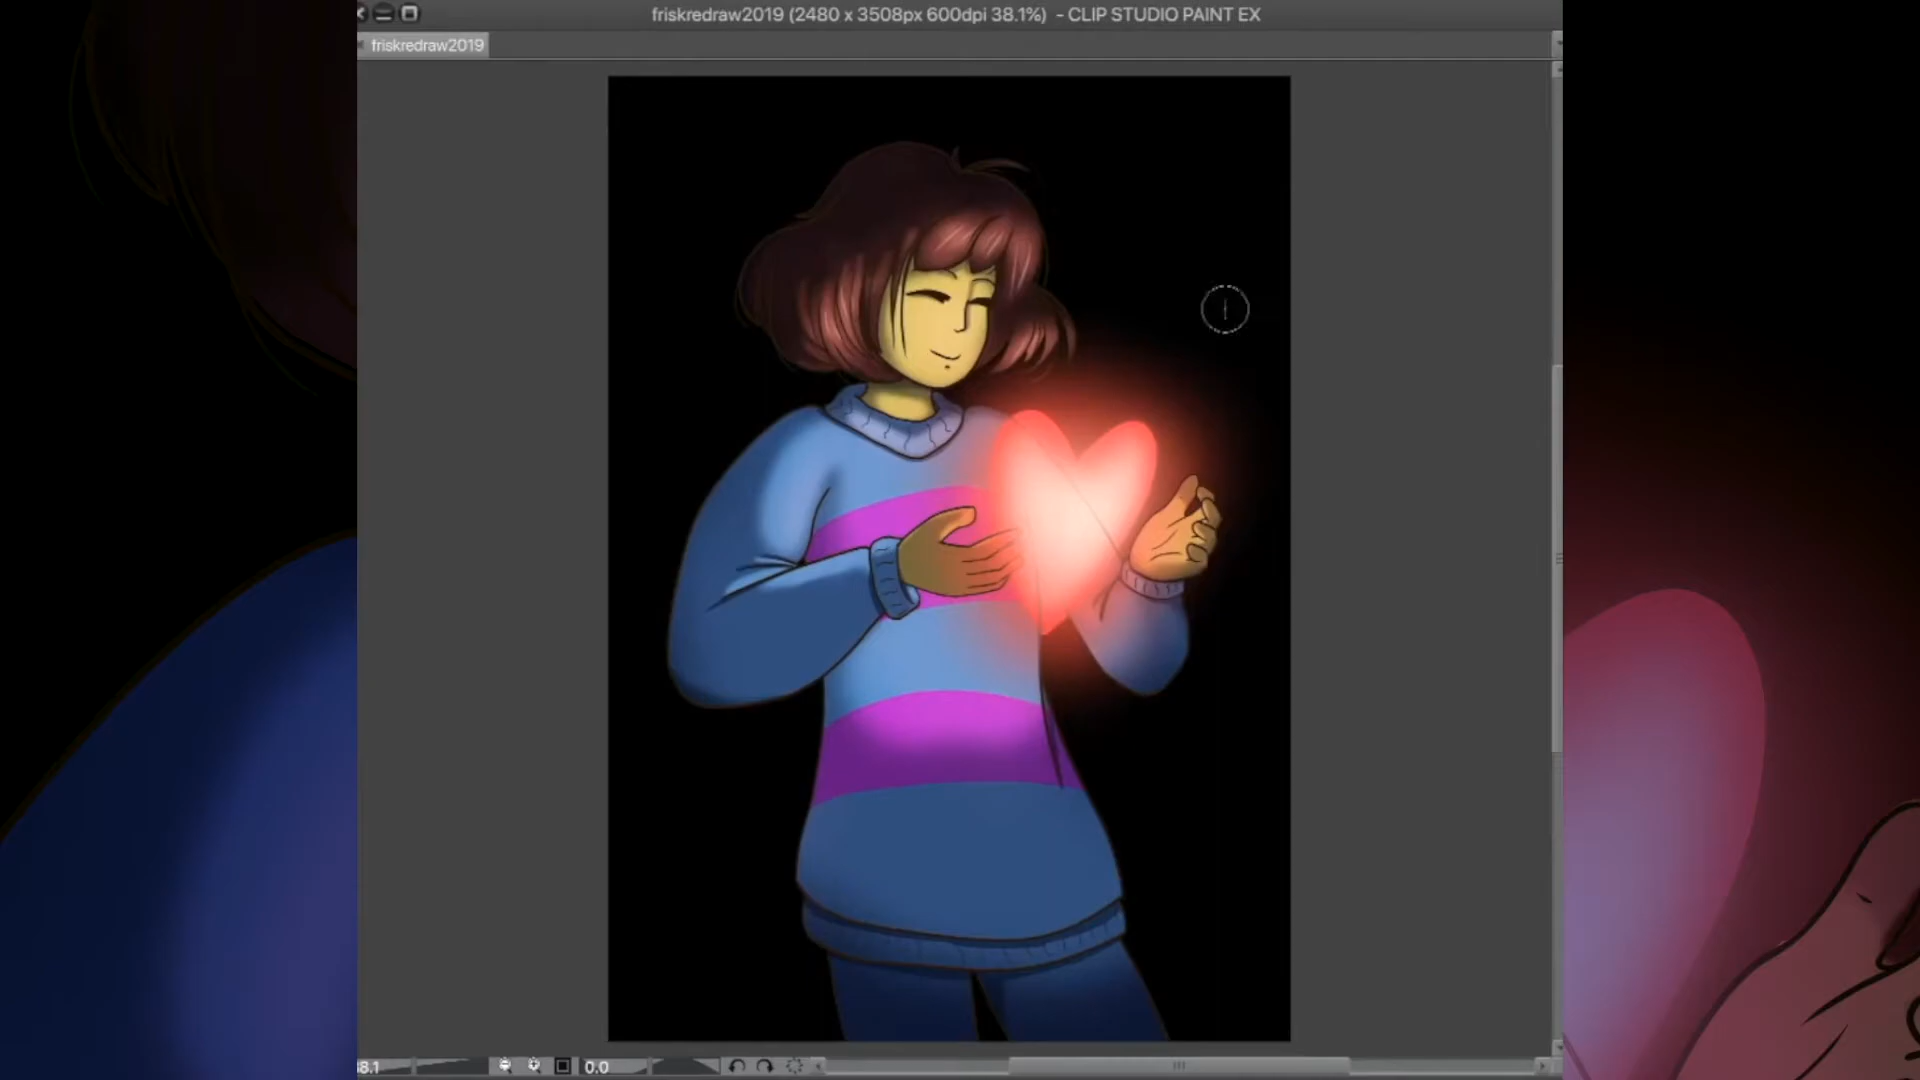 friskredraw2019 (2480 x 3508px 600dpi 38.1%) - CLIP STUDIO PAINT EX
friskredraw2019
0.0